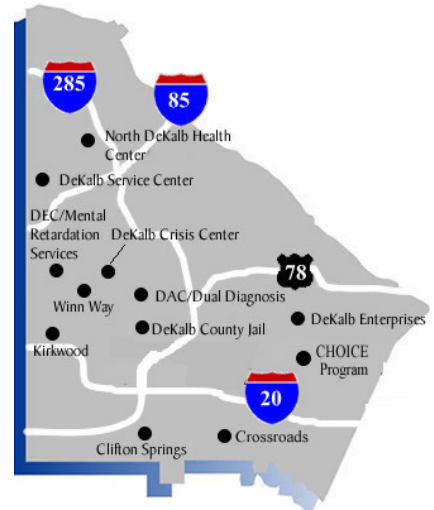 285
85
North DeKalb Health
Center
DeKalb Service Center
DEC/Mental
Retardation
Services
DeKalb Crisis Center
78
Winn Way
DAC/Dual Diagnosis
DeKalb County Jail
DeKalb Enterprises
Kirkwood
CHOICE
Program
20
Clifton Springs
Crossroads